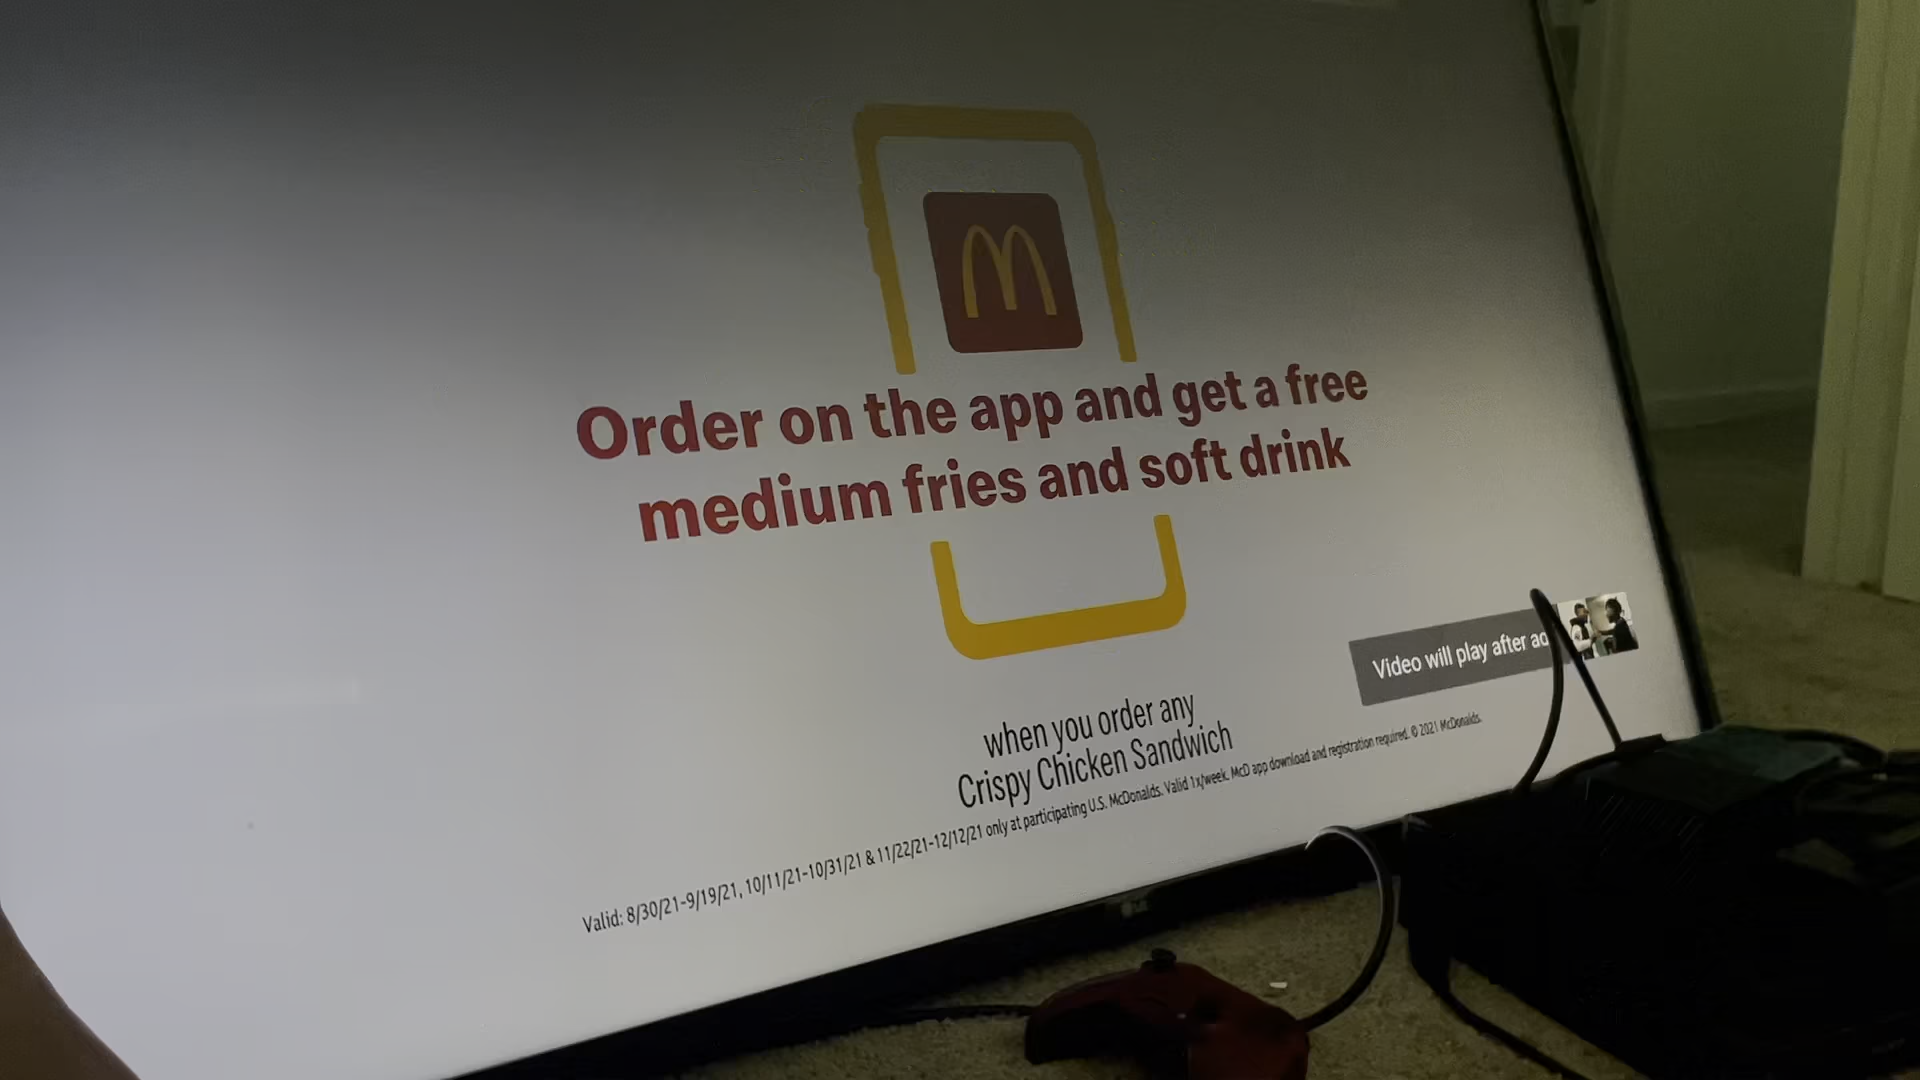 Order on the app and get a free
medium fries and soft drink
Video will play after ad
when you order any
Crispy Chicken Sandwich
Valid: 8/30/21-9/19/21, 10/11/21-10/31/21 & 11/22/21-12/12/21 only at participating U.S. McDonalds. Valid 1x/week. McD app download and registration required. © 2021 McDonalds.
LG